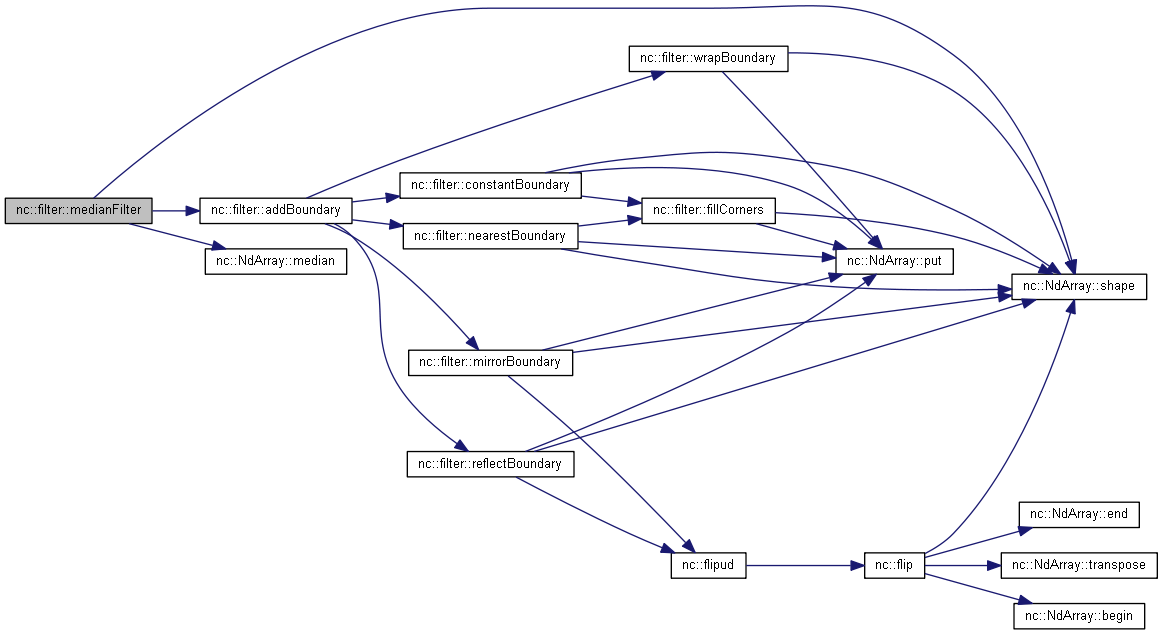 nc::filter::wrapBoundary
nc::filter::constantBoundary
nc::filter::medianFilter
nc::filter::addBoundary
nc::filter::fillCorners
nc::filter::nearestBoundary
nc::NdArray::median
nc::NdArray::put
nc::NdArray::shape
nc::filter::mirrorBoundary
nc::filter::reflectBoundary
nc::NdArray::end
nc::flipud
nc::flip
nc::NdArray::transpose
nc::NdArray::begin